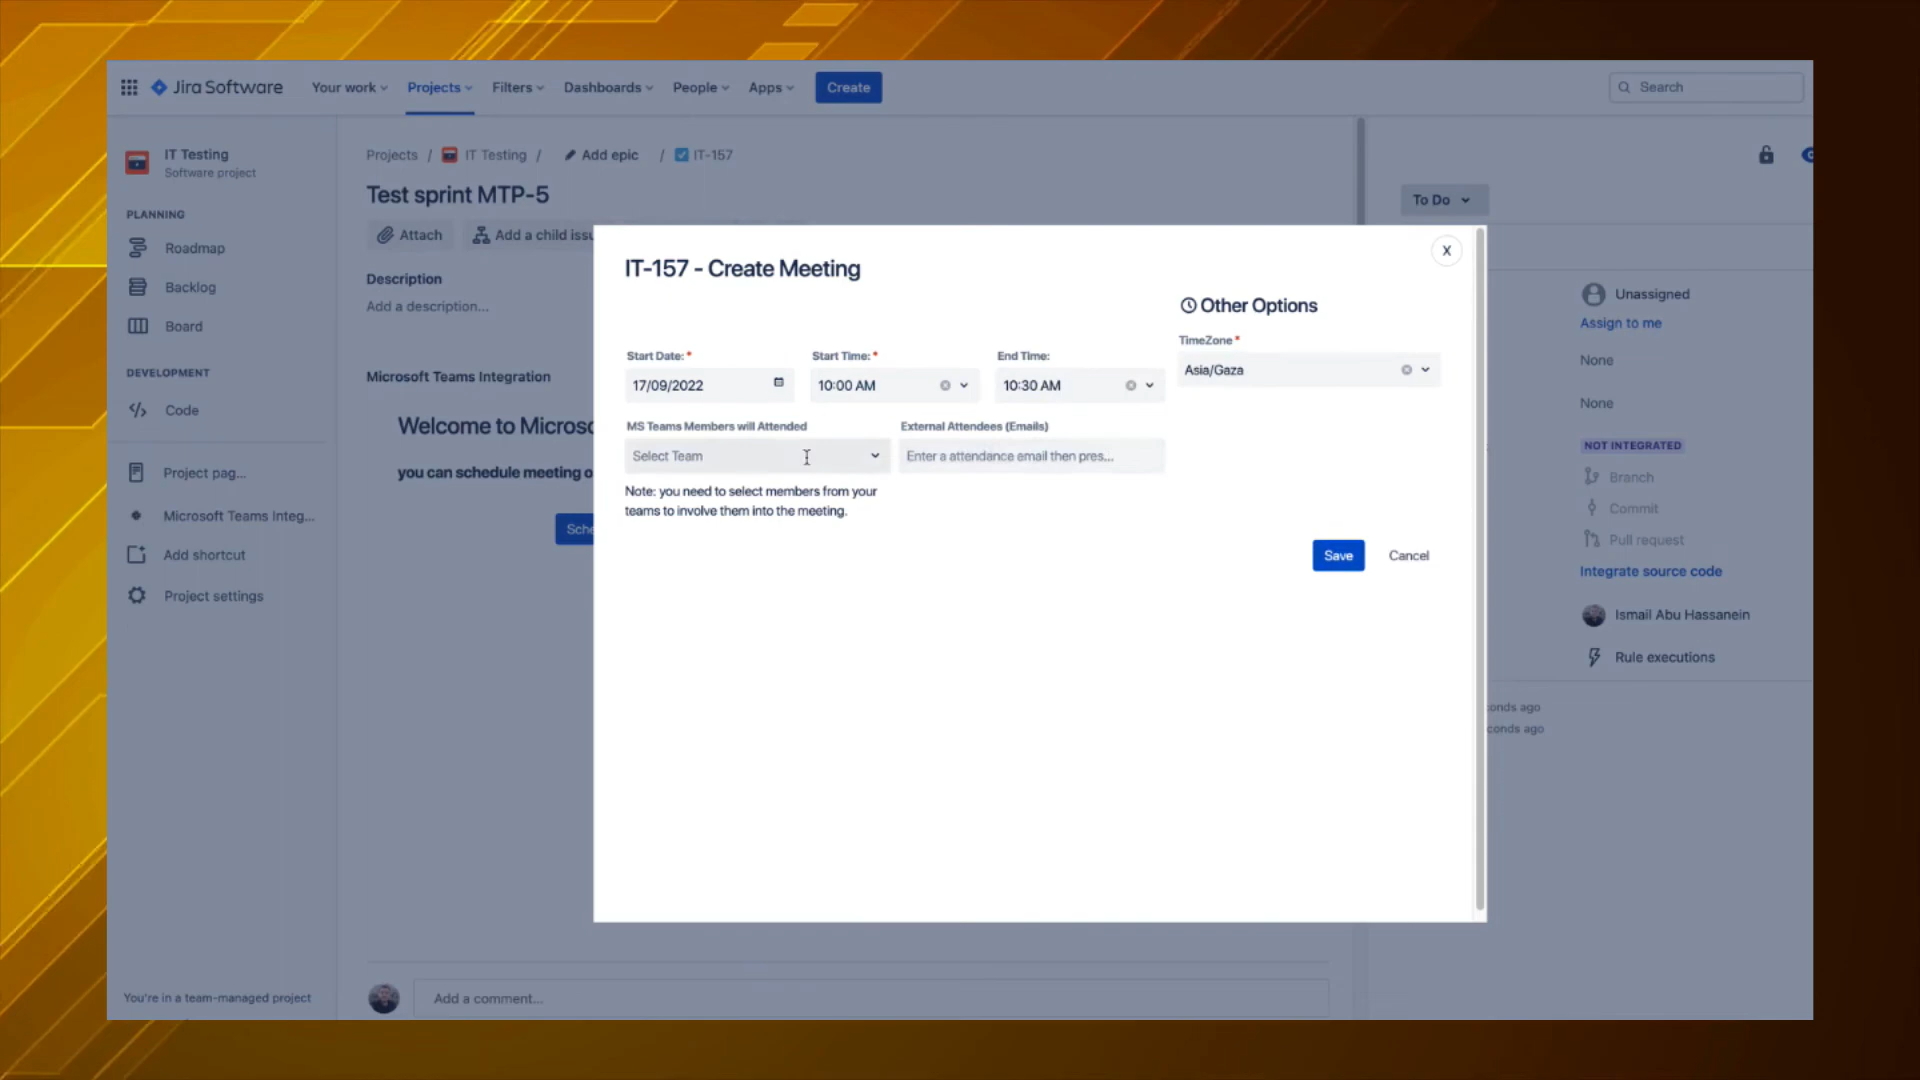 Jira Software
Your work
Projects
Filters
Dashboards
People
Apps
Create
Search
IT Testing
Software project
PLANNING
Roadmap
Backlog
Board
DEVELOPMENT
Code
Project pag...
Microsoft Teams Integ...
Add shortcut
Project settings
You're in a team-managed project
Projects / IT Testing / Add epic / IT-157
Test sprint MTP-5
Attach
Add a child issu
Description
Add a description...
Microsoft Teams Integration
Welcome to Microso
you can schedule meeting o
Sche
Add a comment...
IT-157 - Create Meeting
X
Start Date: *
Start Time: *
End Time:
17/09/2022
10:00 AM
10:30 AM
MS Teams Members will Attended
External Attendees (Emails)
Select Team
Enter a attendance email then pres...
Note: you need to select members from your
teams to involve them into the meeting.
Other Options
TimeZone *
Asia/Gaza
Save
Cancel
To Do
Unassigned
Assign to me
None
None
NOT INTEGRATED
Branch
Commit
Pull request
Integrate source code
Ismail Abu Hassanein
Rule executions
conds ago
conds ago